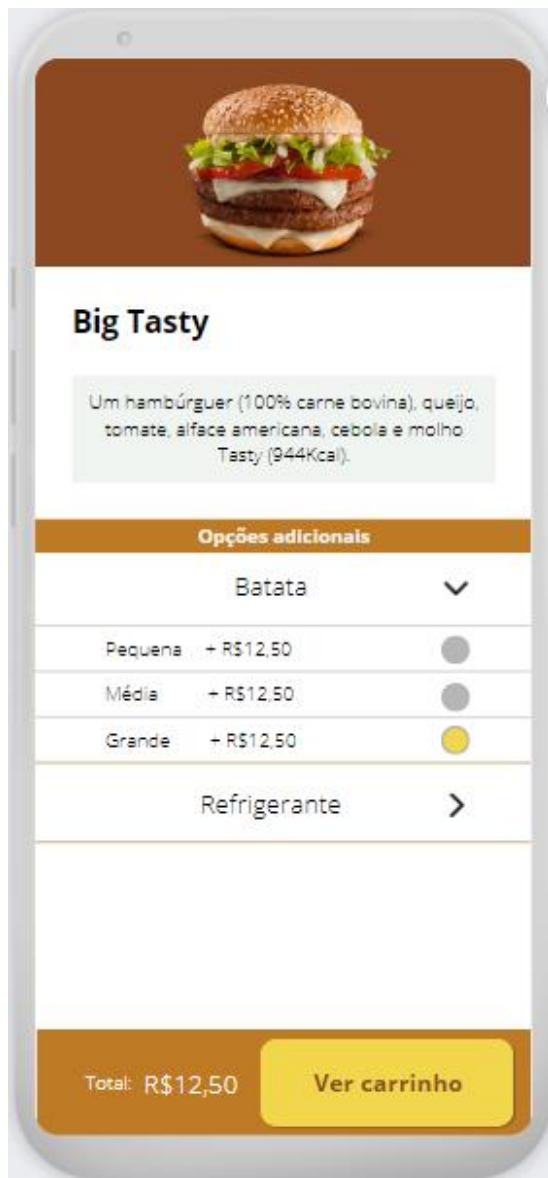 Big Tasty
Um hambúrguer (100% carne bovina), queijo,
tomate, alface americana, cebola e molho
Tasty (944Kcal).
Opções adicionais
Batata
Pequena + R$12,50
Média + R$12,50
Grande + R$12,50
Refrigerante
Total: R$12,50 Ver carrinho